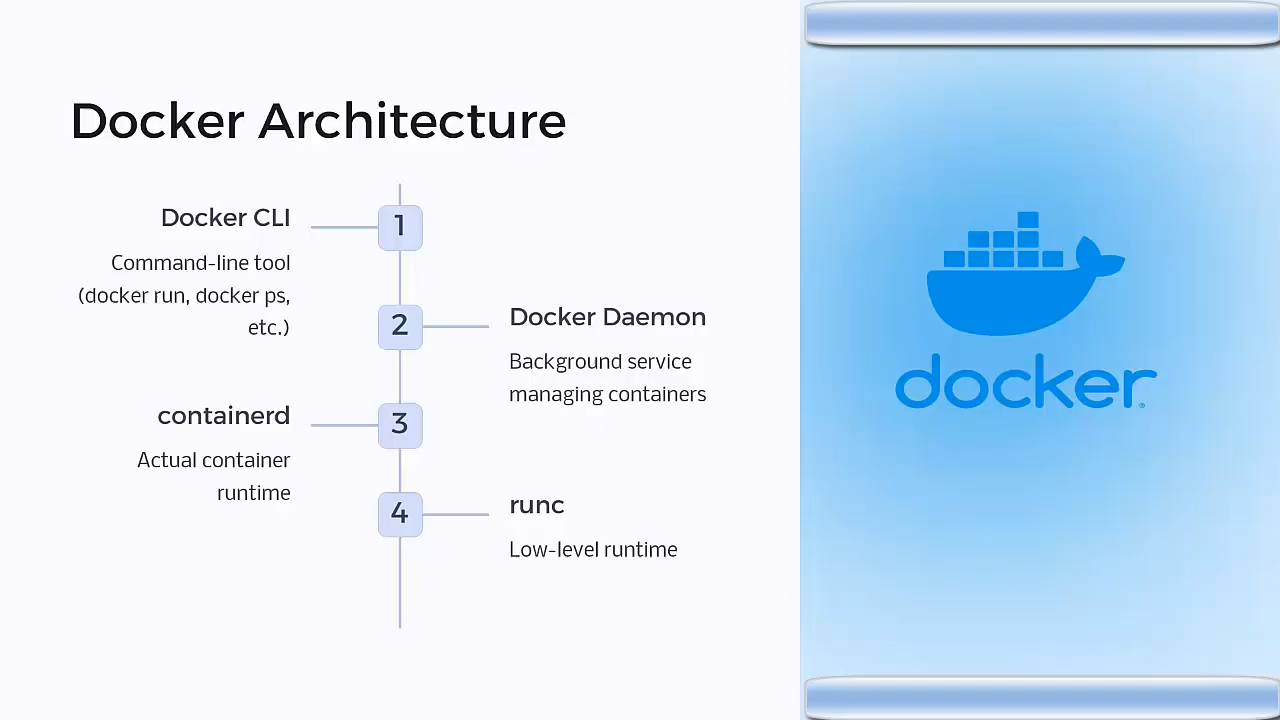 Docker Architecture
Docker CLI
1
Command-line tool
(docker run, docker ps,
etc.)
2
Docker Daemon
Background service
managing containers
containerd
3
Actual container
runtime
4
runc
Low-level runtime
docker